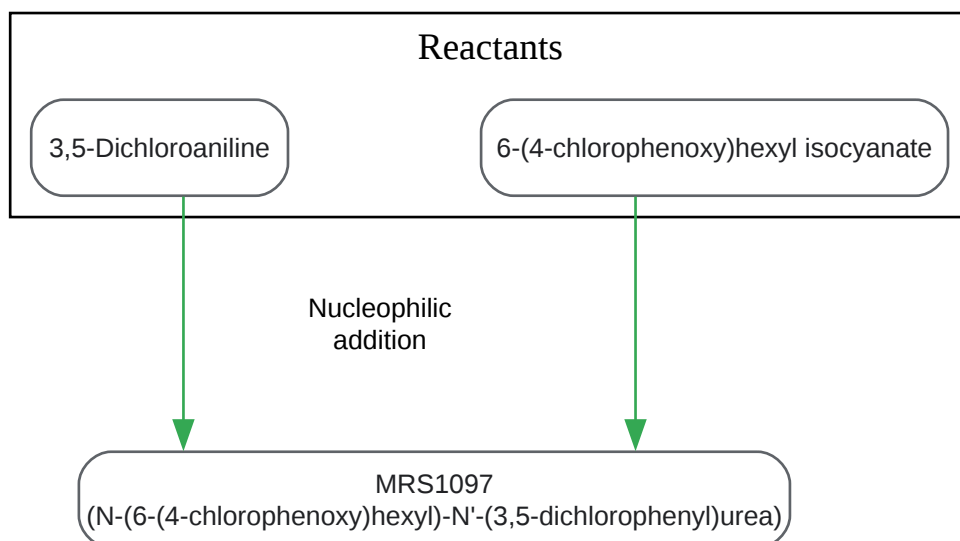 Reactants
3,5-Dichloroaniline
6-(4-chlorophenoxy)hexyl isocyanate
Nucleophilic
addition
MRS1097
(N-(6-(4-chlorophenoxy)hexyl)-N'-(3,5-dichlorophenyl)urea)